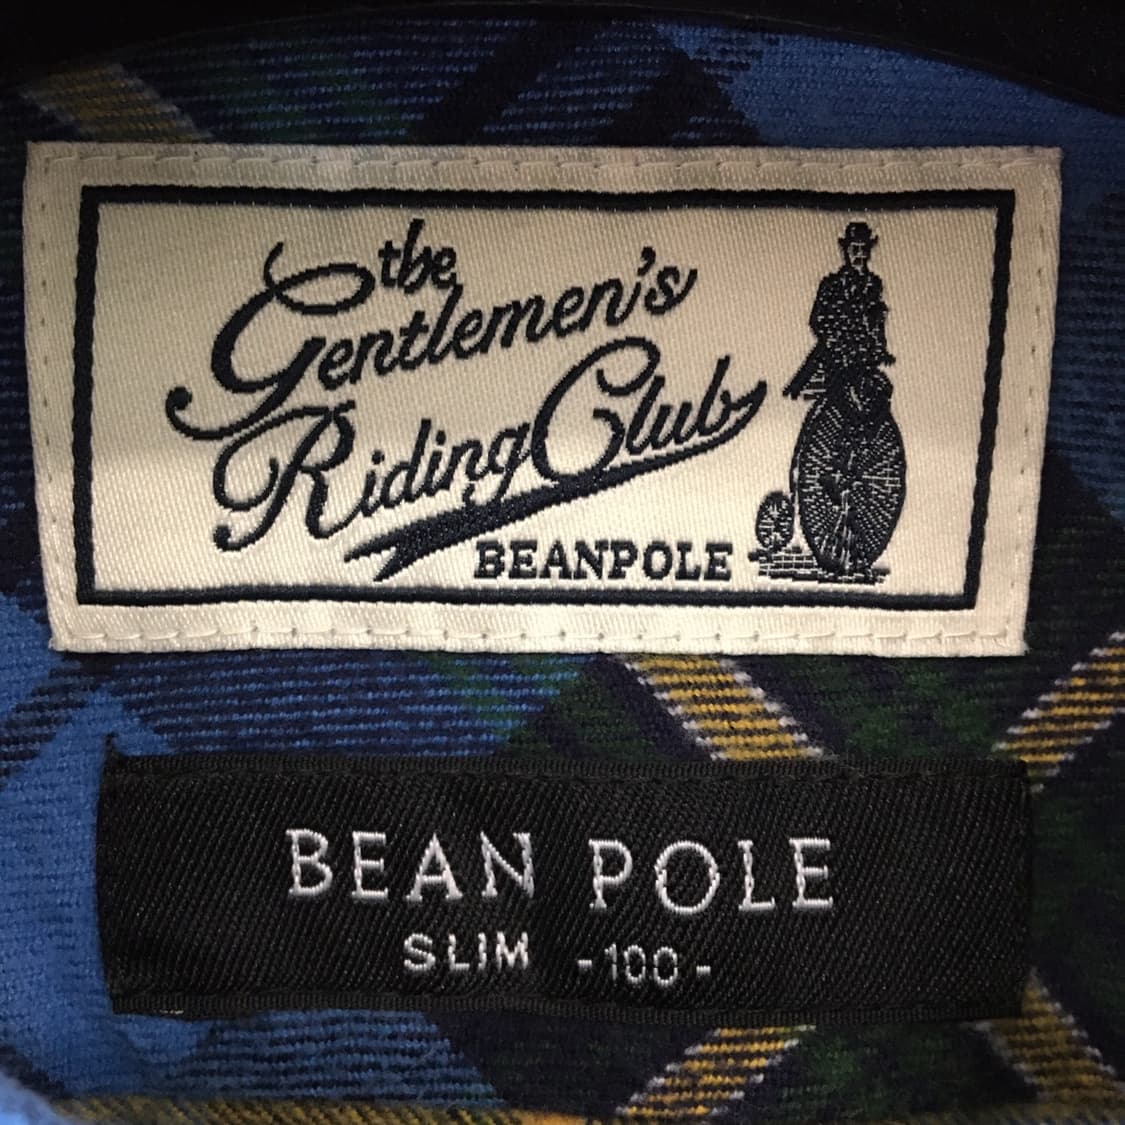 the
Gentlemen's
Riding Club
BEANPOLE
BEAN POLE
SLIM -100-